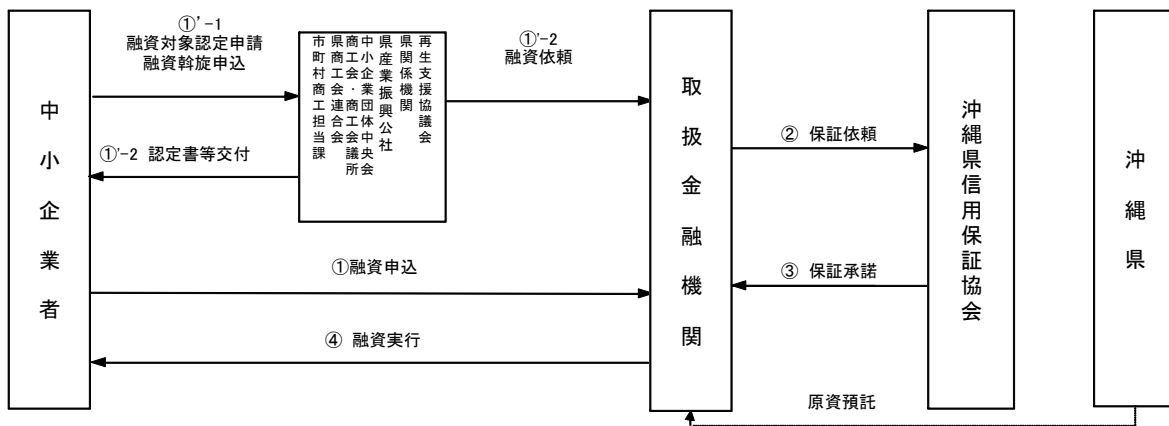 中小企業者
①'-1
融資対象認定申請
融資斡旋申込
①'-2 認定書等交付
再生支援協議会
県関係機関
県産業振興公社
中小企業団体中央会
商工会・商工会議所
県商工会連合会
市町村商工担当課
①'-2
融資依頼
①融資申込
④ 融資実行
取扱金融機関
② 保証依頼
③ 保証承諾
沖縄県信用保証協会
沖縄県
原資預託